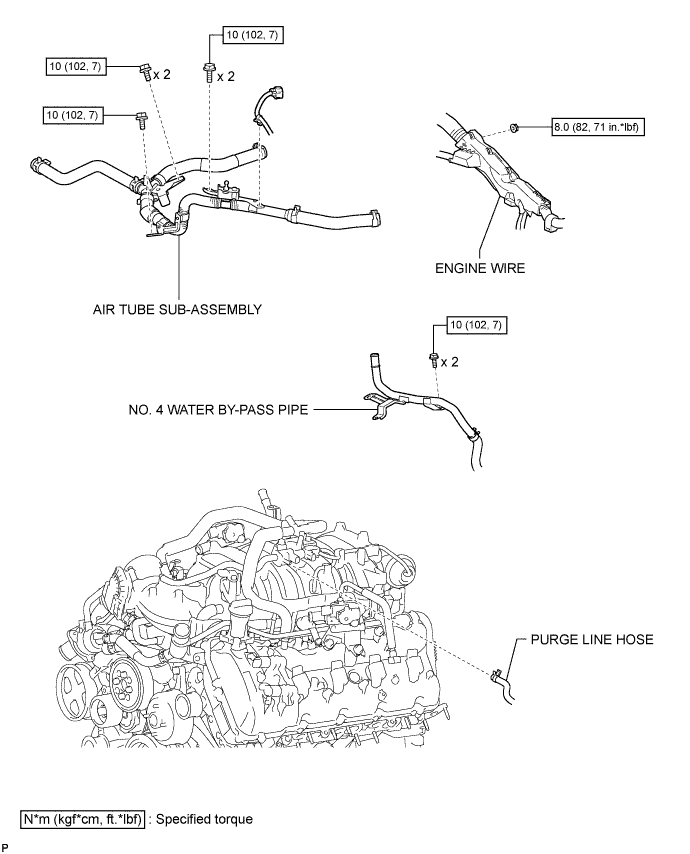 10 (102, 7)
x 2
10 (102, 7)
x 2
10 (102, 7)
8.0 (82, 71 in.*lbf)
ENGINE WIRE
AIR TUBE SUB-ASSEMBLY
10 (102, 7)
x 2
NO. 4 WATER BY-PASS PIPE
PURGE LINE HOSE
N*m (kgf*cm, ft.*lbf) : Specified torque
P